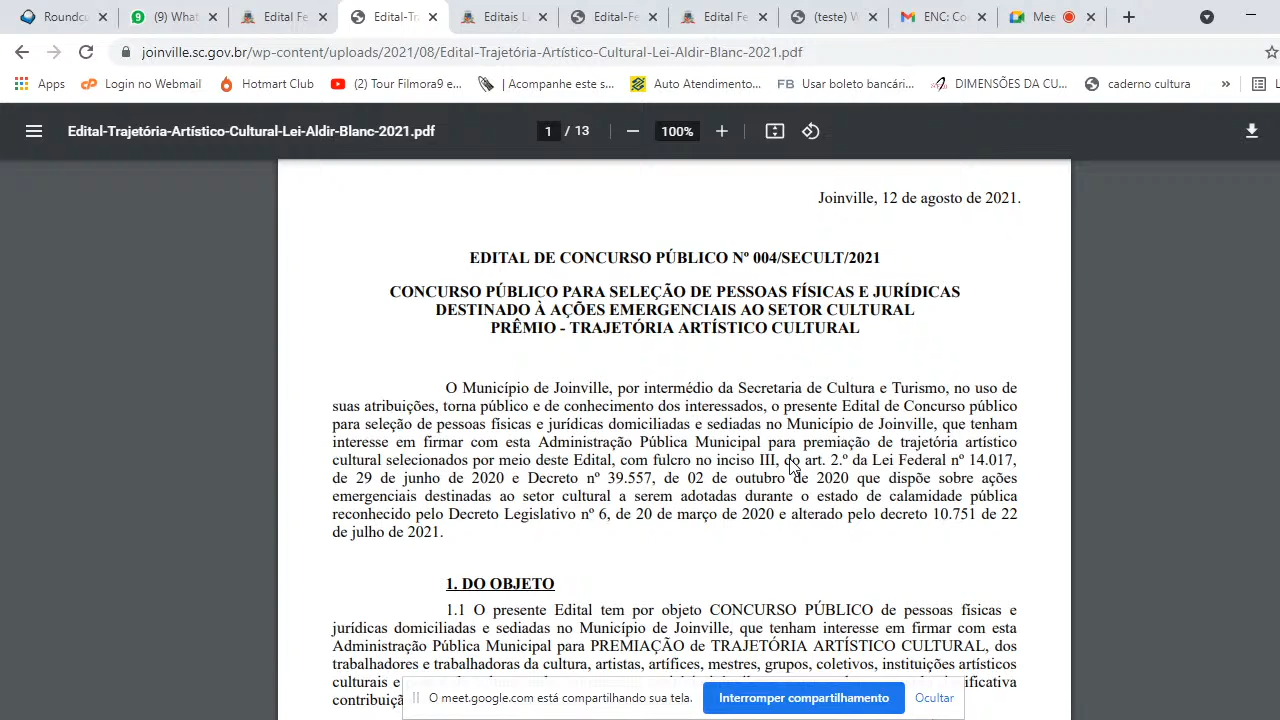 Roundcu
(9) What
Edital Fe
Edital-Tra
Editais L
Edital-Fe
Edital Fe
(teste) W
ENC: Co
Mee
joinville.sc.gov.br/wp-content/uploads/2021/08/Edital-Trajetória-Artístico-Cultural-Lei-Aldir-Blanc-2021.pdf
Apps
Login no Webmail
Hotmart Club
(2) Tour Filmora9 e...
| Acompanhe este s...
Auto Atendimento...
FB Usar boleto bancári...
DIMENSÕES DA CU...
caderno cultura
»
Edital-Trajetória-Artístico-Cultural-Lei-Aldir-Blanc-2021.pdf
1 / 13
100%
Joinville, 12 de agosto de 2021.
EDITAL DE CONCURSO PÚBLICO Nº 004/SECULT/2021
CONCURSO PÚBLICO PARA SELEÇÃO DE PESSOAS FÍSICAS E JURÍDICAS
DESTINADO À AÇÕES EMERGENCIAIS AO SETOR CULTURAL
PRÊMIO - TRAJETÓRIA ARTÍSTICO CULTURAL
O Município de Joinville, por intermédio da Secretaria de Cultura e Turismo, no uso de
suas atribuições, torna público e de conhecimento dos interessados, o presente Edital de Concurso público
para seleção de pessoas físicas e jurídicas domiciliadas e sediadas no Município de Joinville, que tenham
interesse em firmar com esta Administração Pública Municipal para premiação de trajetória artístico
cultural selecionados por meio deste Edital, com fulcro no inciso III, do art. 2.º da Lei Federal nº 14.017,
de 29 de junho de 2020 e Decreto nº 39.557, de 02 de outubro de 2020 que dispõe sobre ações
emergenciais destinadas ao setor cultural a serem adotadas durante o estado de calamidade pública
reconhecido pelo Decreto Legislativo nº 6, de 20 de março de 2020 e alterado pelo decreto 10.751 de 22
de julho de 2021.
1. DO OBJETO
1.1 O presente Edital tem por objeto CONCURSO PÚBLICO de pessoas físicas e
jurídicas domiciliadas e sediadas no Município de Joinville, que tenham interesse em firmar com esta
Administração Pública Municipal para PREMIAÇÃO de TRAJETÓRIA ARTÍSTICO CULTURAL, dos
trabalhadores e trabalhadoras da cultura, artistas, artífices, mestres, grupos, coletivos, instituições artísticos
culturais e
contribuiçã
O meet.google.com está compartilhando sua tela.
Interromper compartilhamento
Ocultar